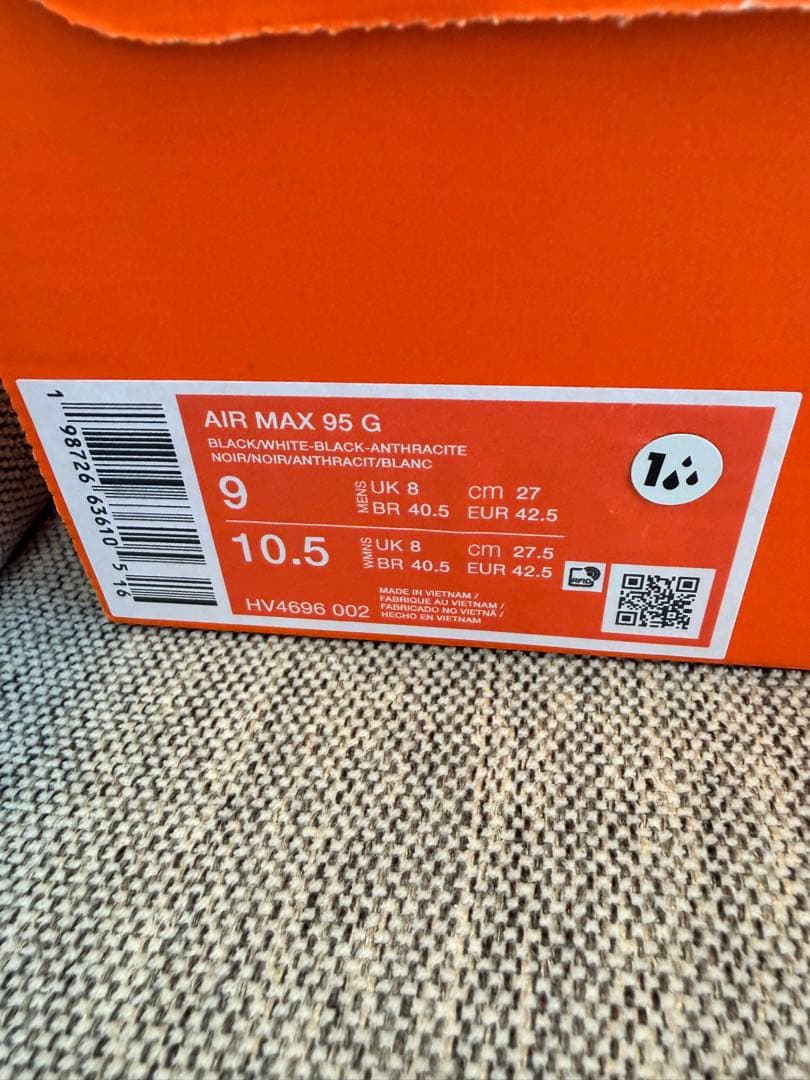 AIR MAX 95 G
BLACK/WHITE-BLACK-ANTHRACITE
NOIR/NOIR/ANTHRACIT/BLANC
9
MENS
UK 8 cm 27
BR 40.5 EUR 42.5
10.5
WMNS
UK 8 cm 27.5
BR 40.5 EUR 42.5
RFID
HV4696 002
MADE IN VIETNAM /
FABRIQUE AU VIETNAM /
FABRICADO NO VIETNÃ /
HECHO EN VIETNAM
1
1 98726 63610 5 16